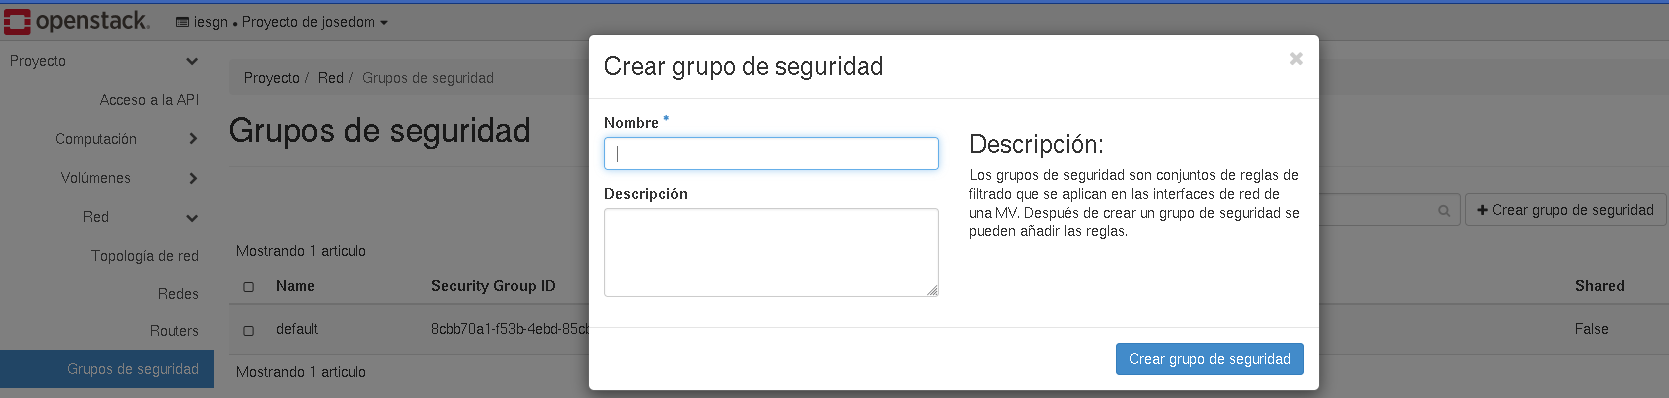 openstack. iesgn • Proyecto de josedom
Proyecto
Acceso a la API
Computación
Volúmenes
Red
Topología de red
Redes
Routers
Grupos de seguridad
Proyecto / Red / Grupos de seguridad
Grupos de seguridad
+ Crear grupo de seguridad
Mostrando 1 articulo
Name Security Group ID Shared
default 8cbb70a1-f53b-4ebd-85cb False
Mostrando 1 articulo
Crear grupo de seguridad ×
Nombre *
Descripción
Descripción:
Los grupos de seguridad son conjuntos de reglas de
filtrado que se aplican en las interfaces de red de
una MV. Después de crear un grupo de seguridad se
pueden añadir las reglas.
Crear grupo de seguridad